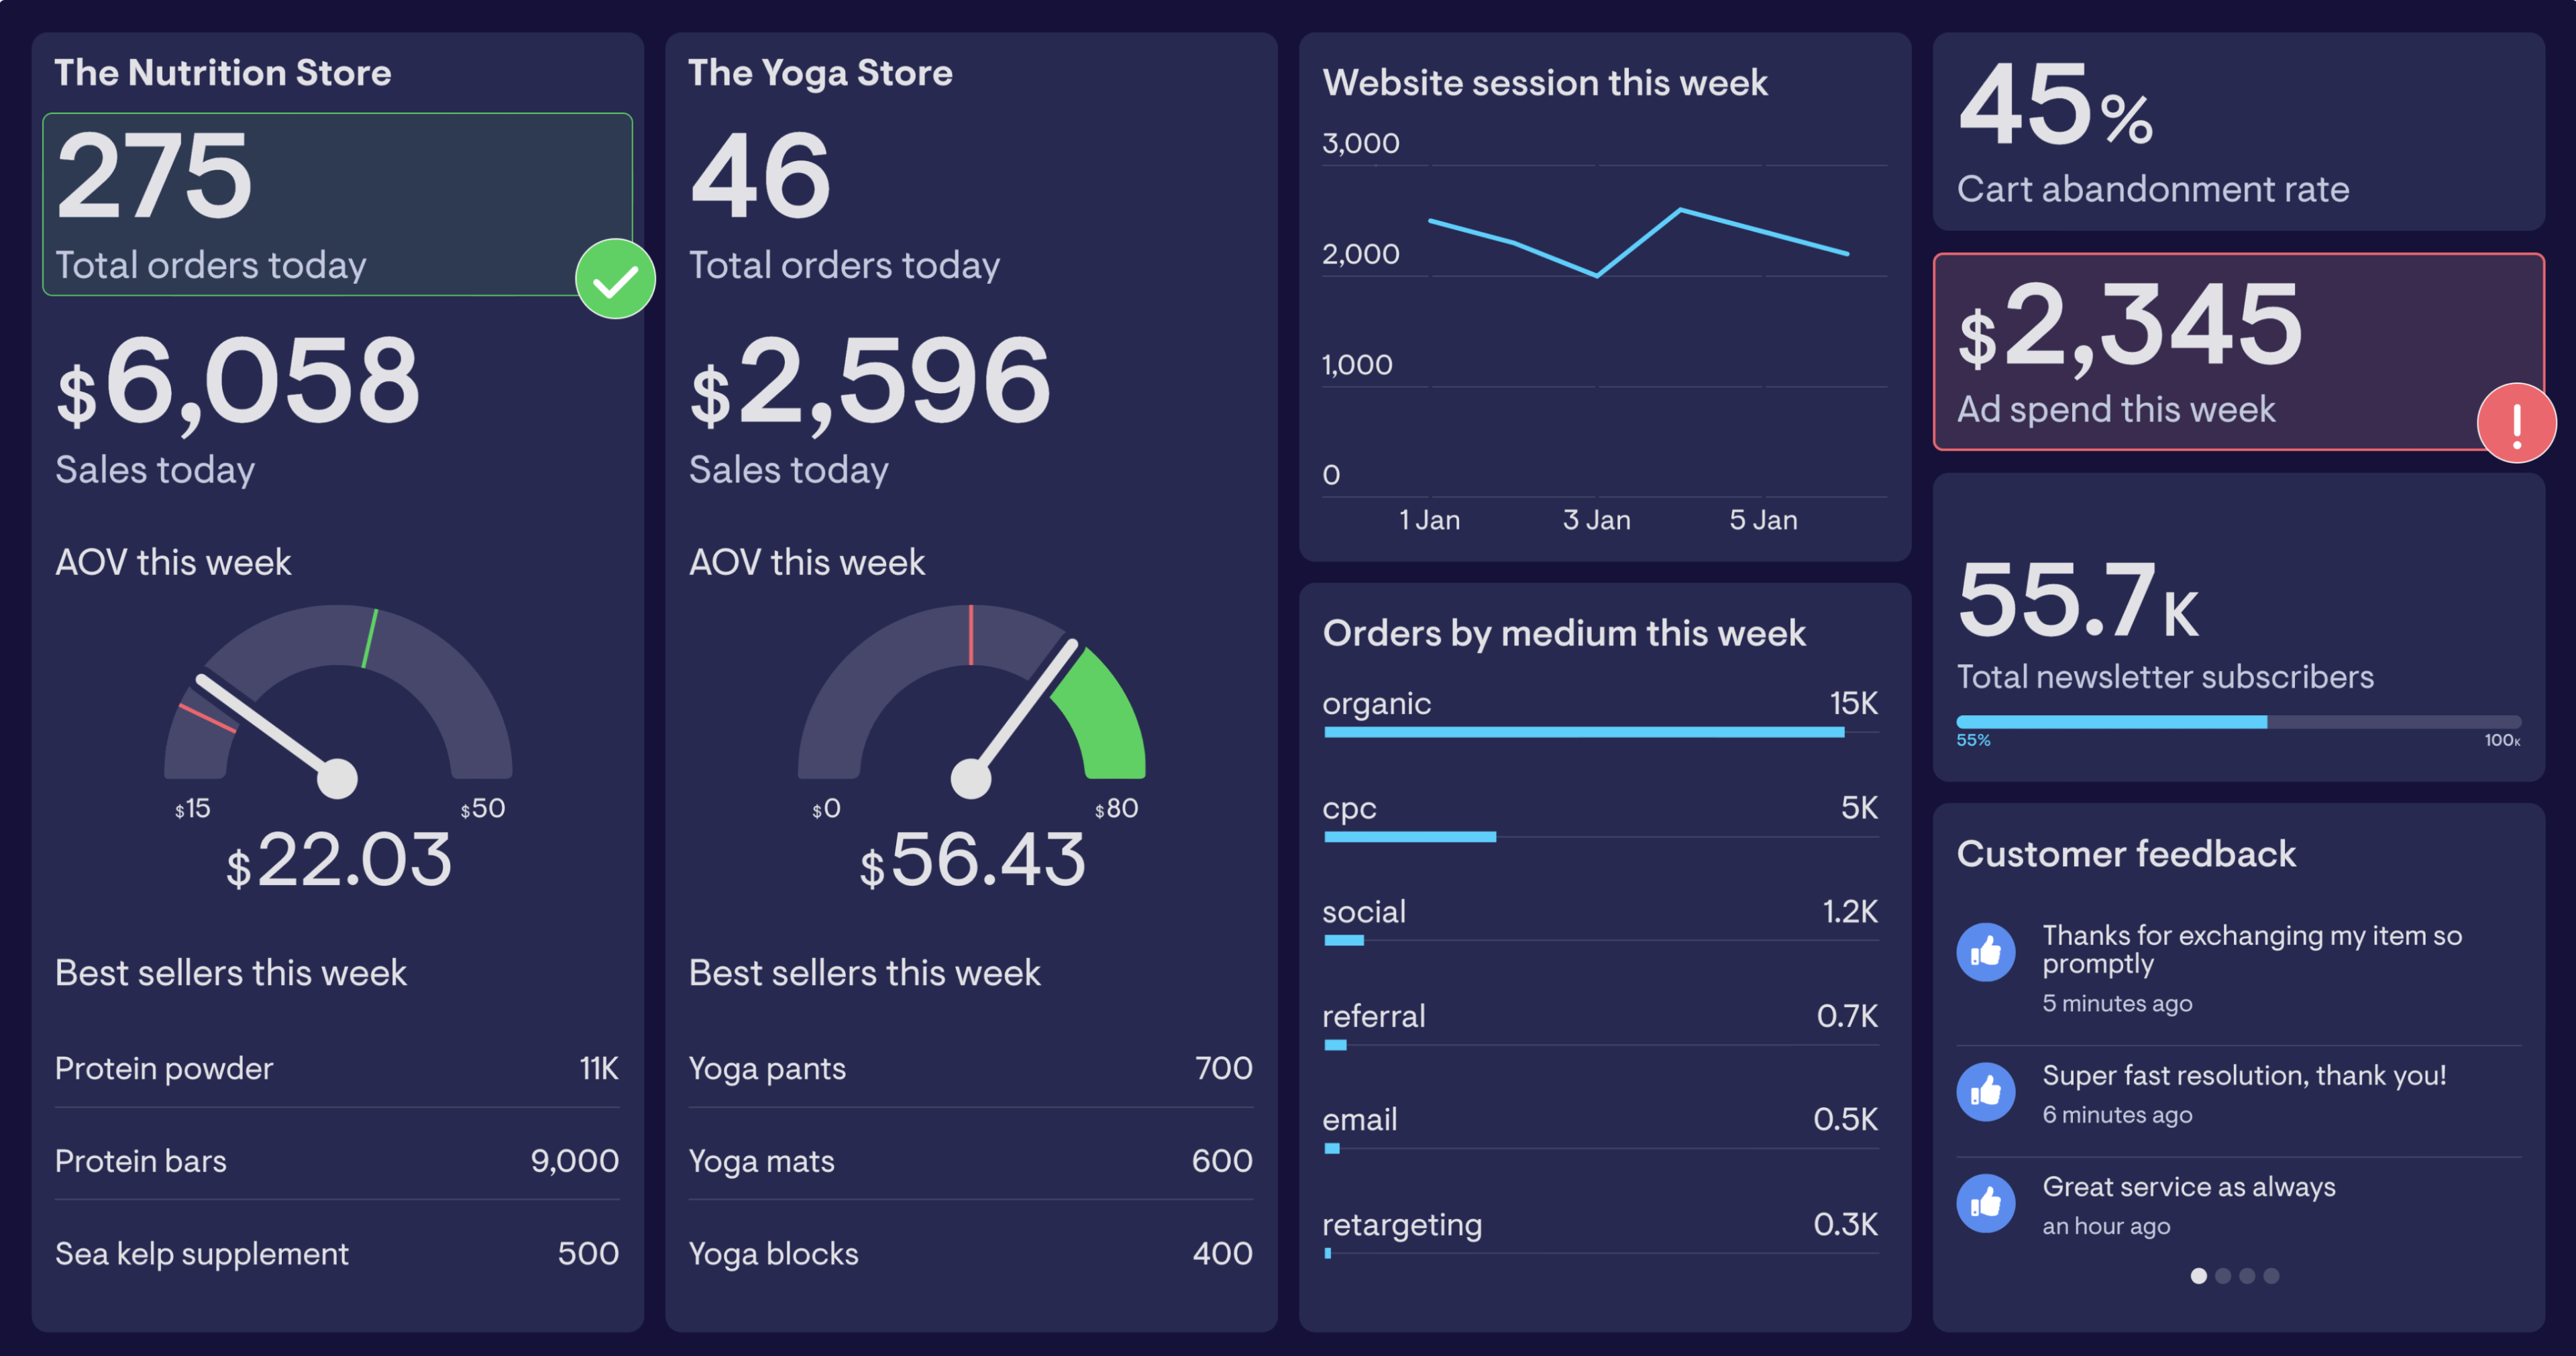 The Nutrition Store
275
Total orders today
$6,058
Sales today
AOV this week
$15
$50
$22.03
Best sellers this week
Protein powder 11K
Protein bars 9,000
Sea kelp supplement 500
The Yoga Store
46
Total orders today
$2,596
Sales today
AOV this week
$0
$80
$56.43
Best sellers this week
Yoga pants 700
Yoga mats 600
Yoga blocks 400
Website session this week
3,000
2,000
1,000
0
1 Jan 3 Jan 5 Jan
Orders by medium this week
organic 15K
cpc 5K
social 1.2K
referral 0.7K
email 0.5K
retargeting 0.3K
45%
Cart abandonment rate
$2,345
Ad spend this week
!
55.7K
Total newsletter subscribers
55% 100K
Customer feedback
Thanks for exchanging my item so
promptly
5 minutes ago
Super fast resolution, thank you!
6 minutes ago
Great service as always
an hour ago